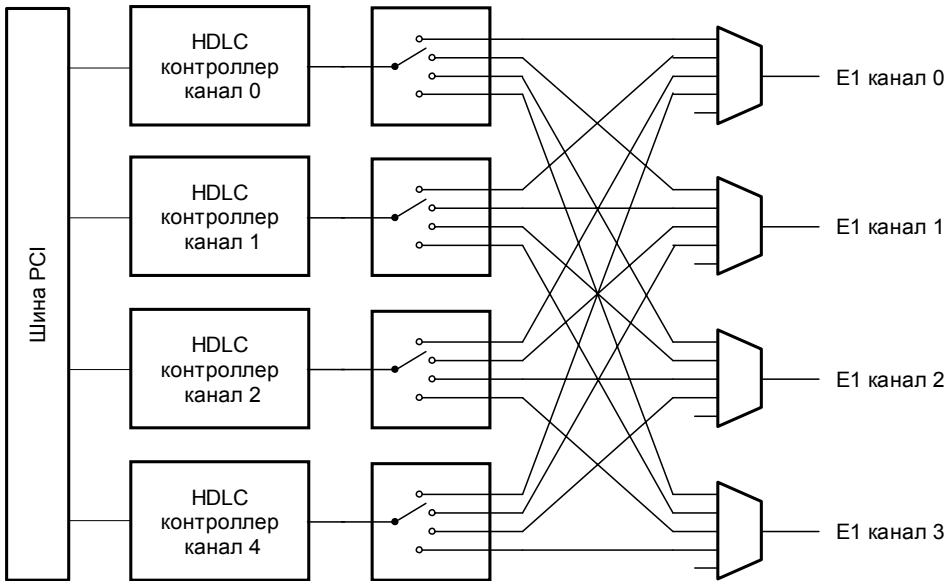 Шина PCI
HDLC
контроллер
канал 0
E1 канал 0
HDLC
контроллер
канал 1
E1 канал 1
HDLC
контроллер
канал 2
E1 канал 2
HDLC
контроллер
канал 4
E1 канал 3